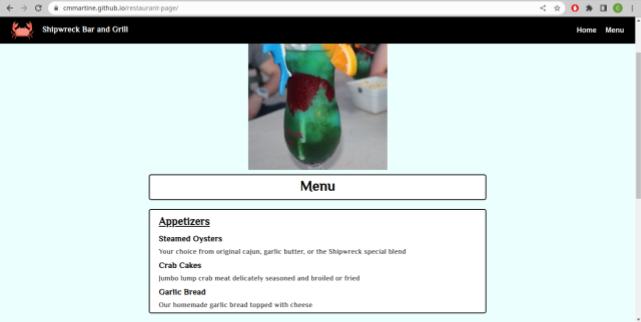 cmmartine.github.io/restaurant-page/
Shipwreck Bar and Grill
Home Menu
Menu
Appetizers
Steamed Oysters
Your choice from original cajun, garlic butter, or the Shipwreck special blend
Crab Cakes
Jumbo lump crab meat delicately seasoned and broiled or fried
Garlic Bread
Our homemade garlic bread topped with cheese